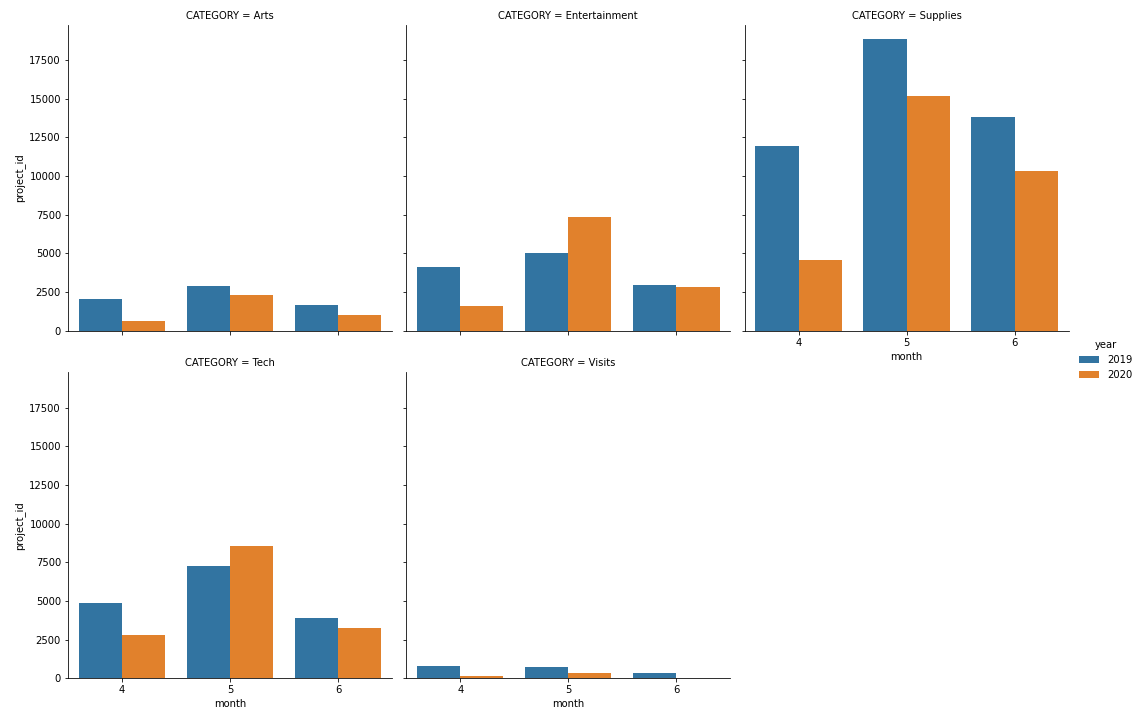 CATEGORY = Arts
CATEGORY = Entertainment
CATEGORY = Supplies
17500
15000
12500
10000
7500
5000
2500
0
project_id
4
5
6
month
year
2019
2020
CATEGORY = Tech
CATEGORY = Visits
17500
15000
12500
10000
7500
5000
2500
0
project_id
4
5
6
month
4
5
6
month